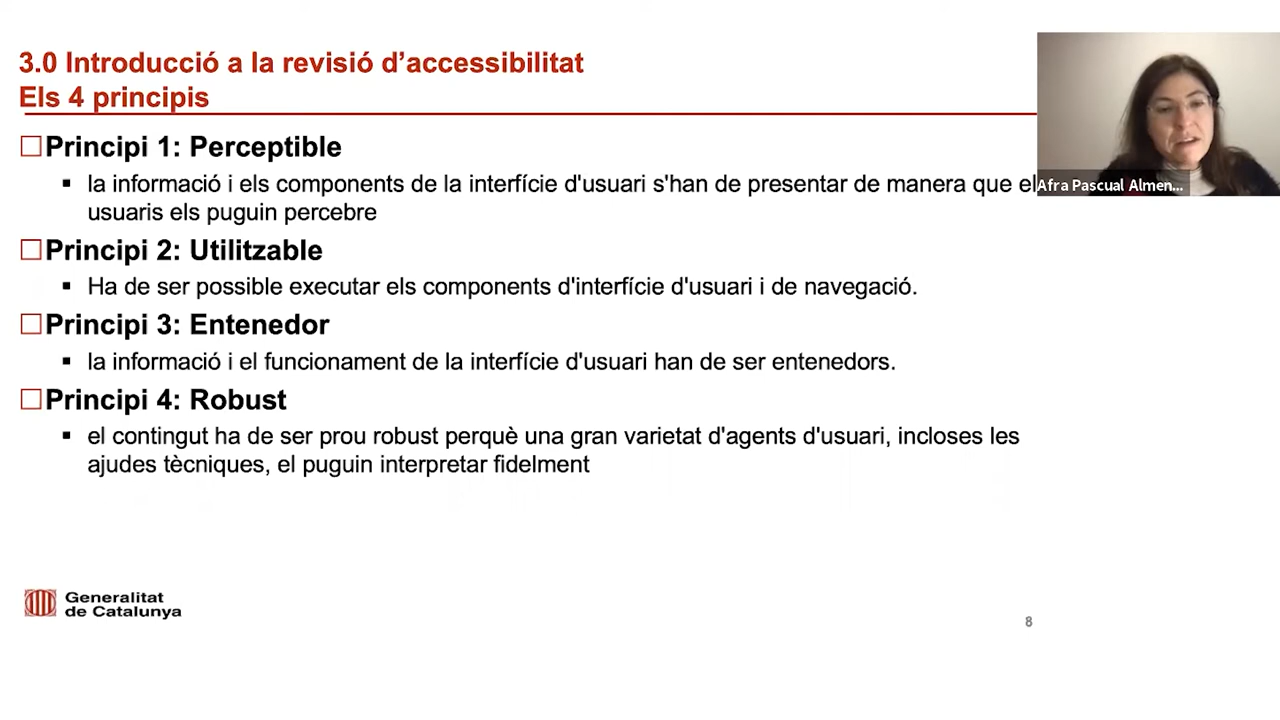 3.0 Introducció a la revisió d’accessibilitat
Els 4 principis
Principi 1: Perceptible
la informació i els components de la interfície d'usuari s'han de presentar de manera que el
usuaris els puguin percebre
Principi 2: Utilitzable
Ha de ser possible executar els components d'interfície d'usuari i de navegació.
Principi 3: Entenedor
la informació i el funcionament de la interfície d'usuari han de ser entenedors.
Principi 4: Robust
el contingut ha de ser prou robust perquè una gran varietat d'agents d'usuari, incloses les
ajudes tècniques, el puguin interpretar fidelment
Afra Pascual Almen...
Generalitat
de Catalunya
8